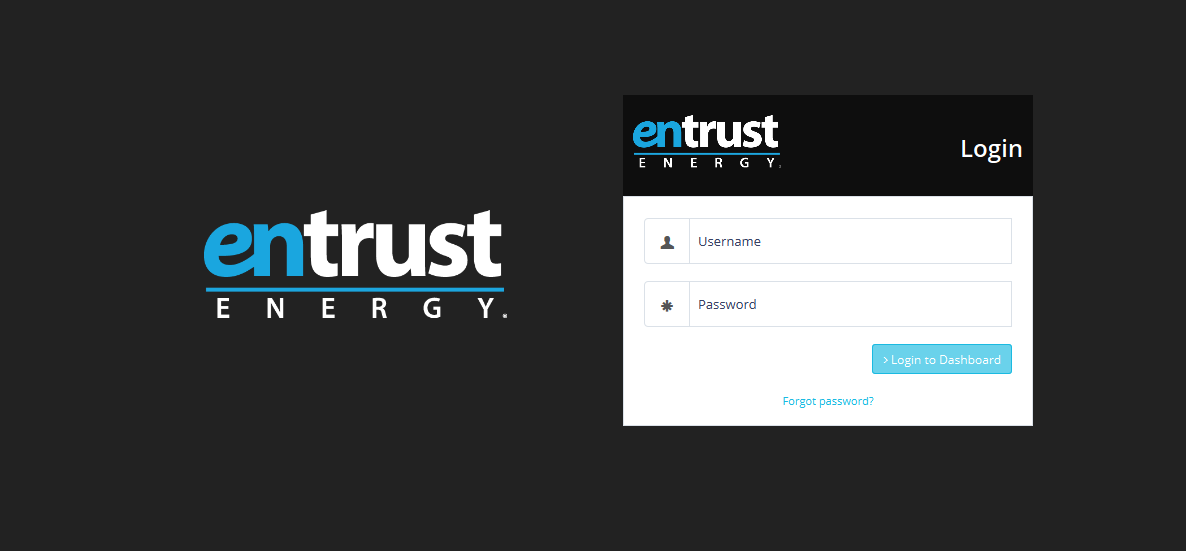 entrust
ENERGY.
entrust
ENERGY.
Login
Username
Password
› Login to Dashboard
Forgot password?